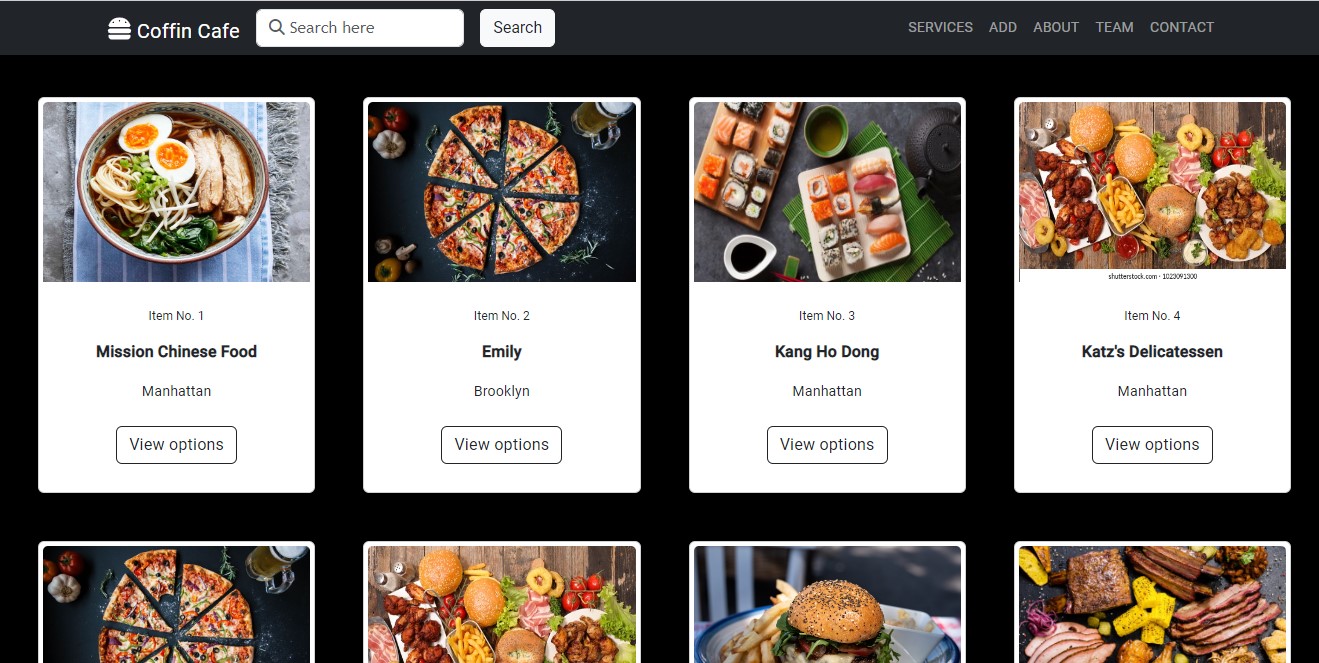 Coffin Cafe
Search here
Search
SERVICES ADD ABOUT TEAM CONTACT
shutterstock.com · 1023091300
Item No. 1
Mission Chinese Food
Manhattan
View options
Item No. 2
Emily
Brooklyn
View options
Item No. 3
Kang Ho Dong
Manhattan
View options
Item No. 4
Katz's Delicatessen
Manhattan
View options